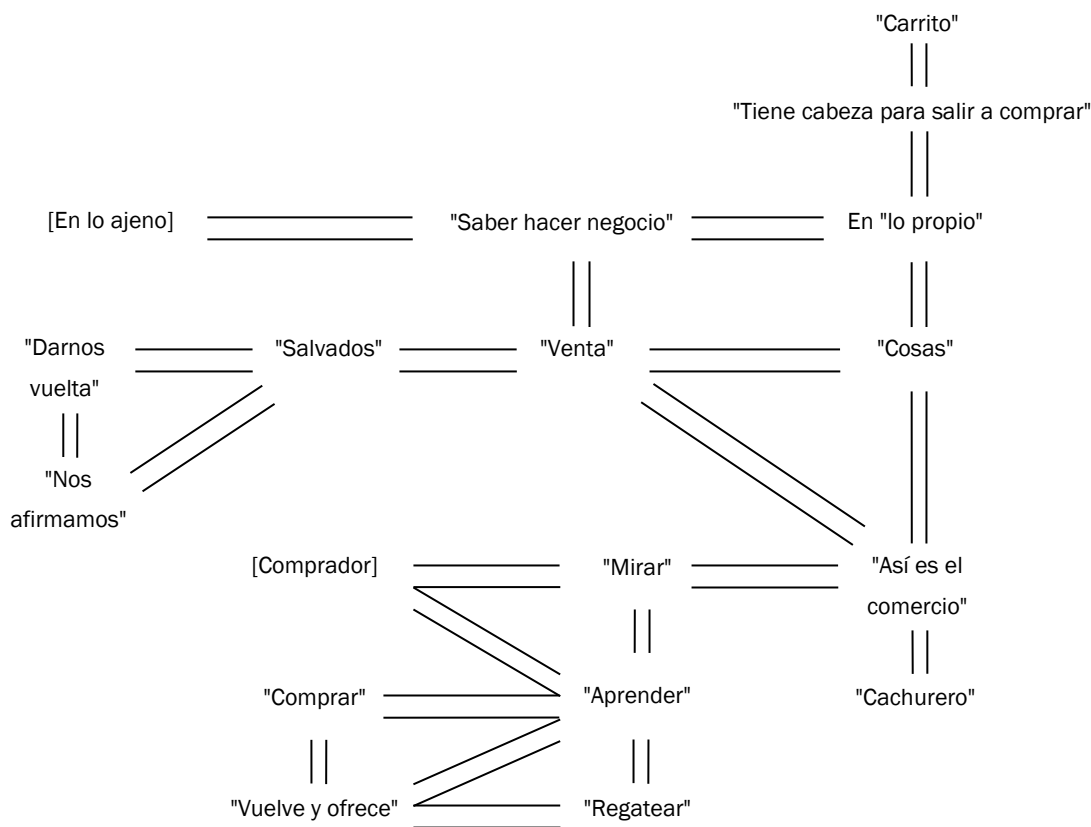 "Carrito"
"Tiene cabeza para salir a comprar"
[En lo ajeno]
"Saber hacer negocio"
En "lo propio"
"Darnos
vuelta"
"Salvados"
"Venta"
"Cosas"
"Nos
afirmamos"
[Comprador]
"Mirar"
"Así es el
comercio"
"Comprar"
"Aprender"
"Cachurero"
"Vuelve y ofrece"
"Regatear"